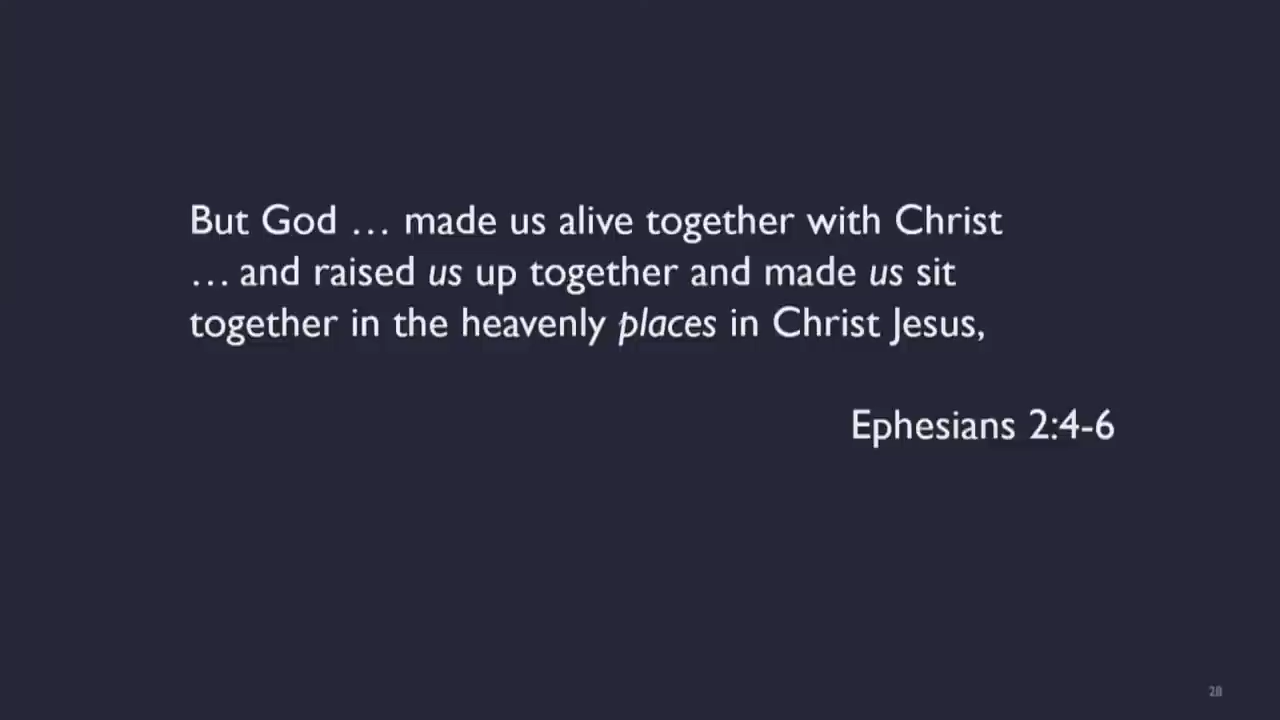 But God … made us alive together with Christ
… and raised us up together and made us sit
together in the heavenly places in Christ Jesus,
Ephesians 2:4-6